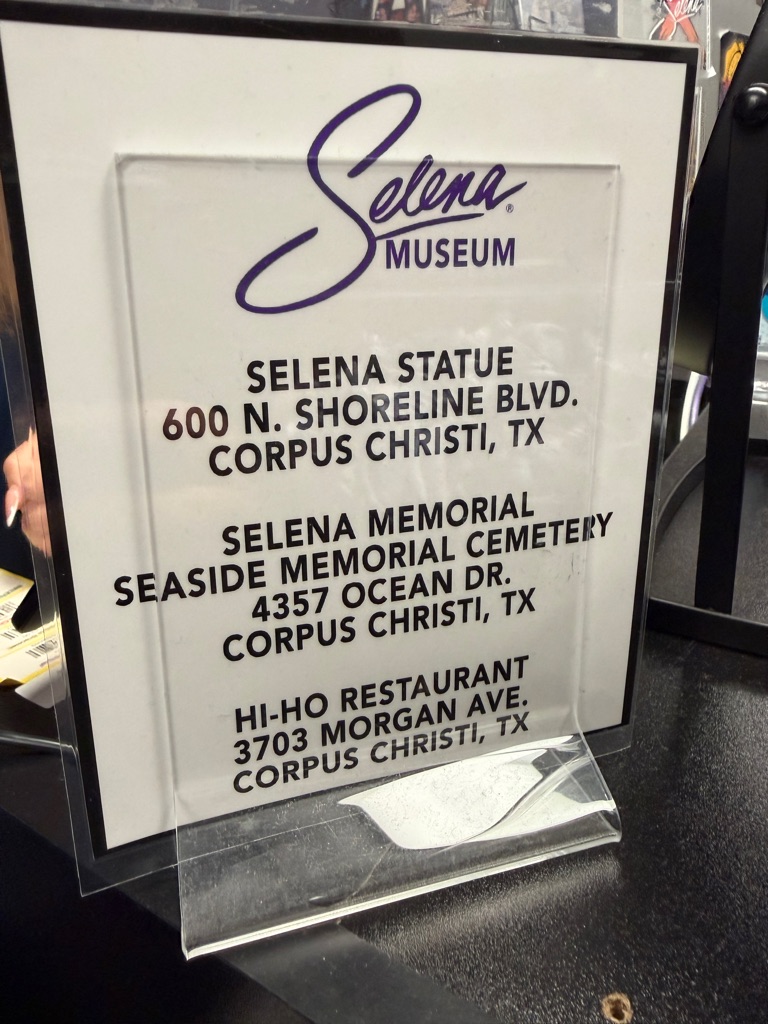 Selena®
MUSEUM
SELENA STATUE
600 N. SHORELINE BLVD.
CORPUS CHRISTI, TX
SELENA MEMORIAL
SEASIDE MEMORIAL CEMETERY
4357 OCEAN DR.
CORPUS CHRISTI, TX
HI-HO RESTAURANT
3703 MORGAN AVE.
CORPUS CHRISTI, TX